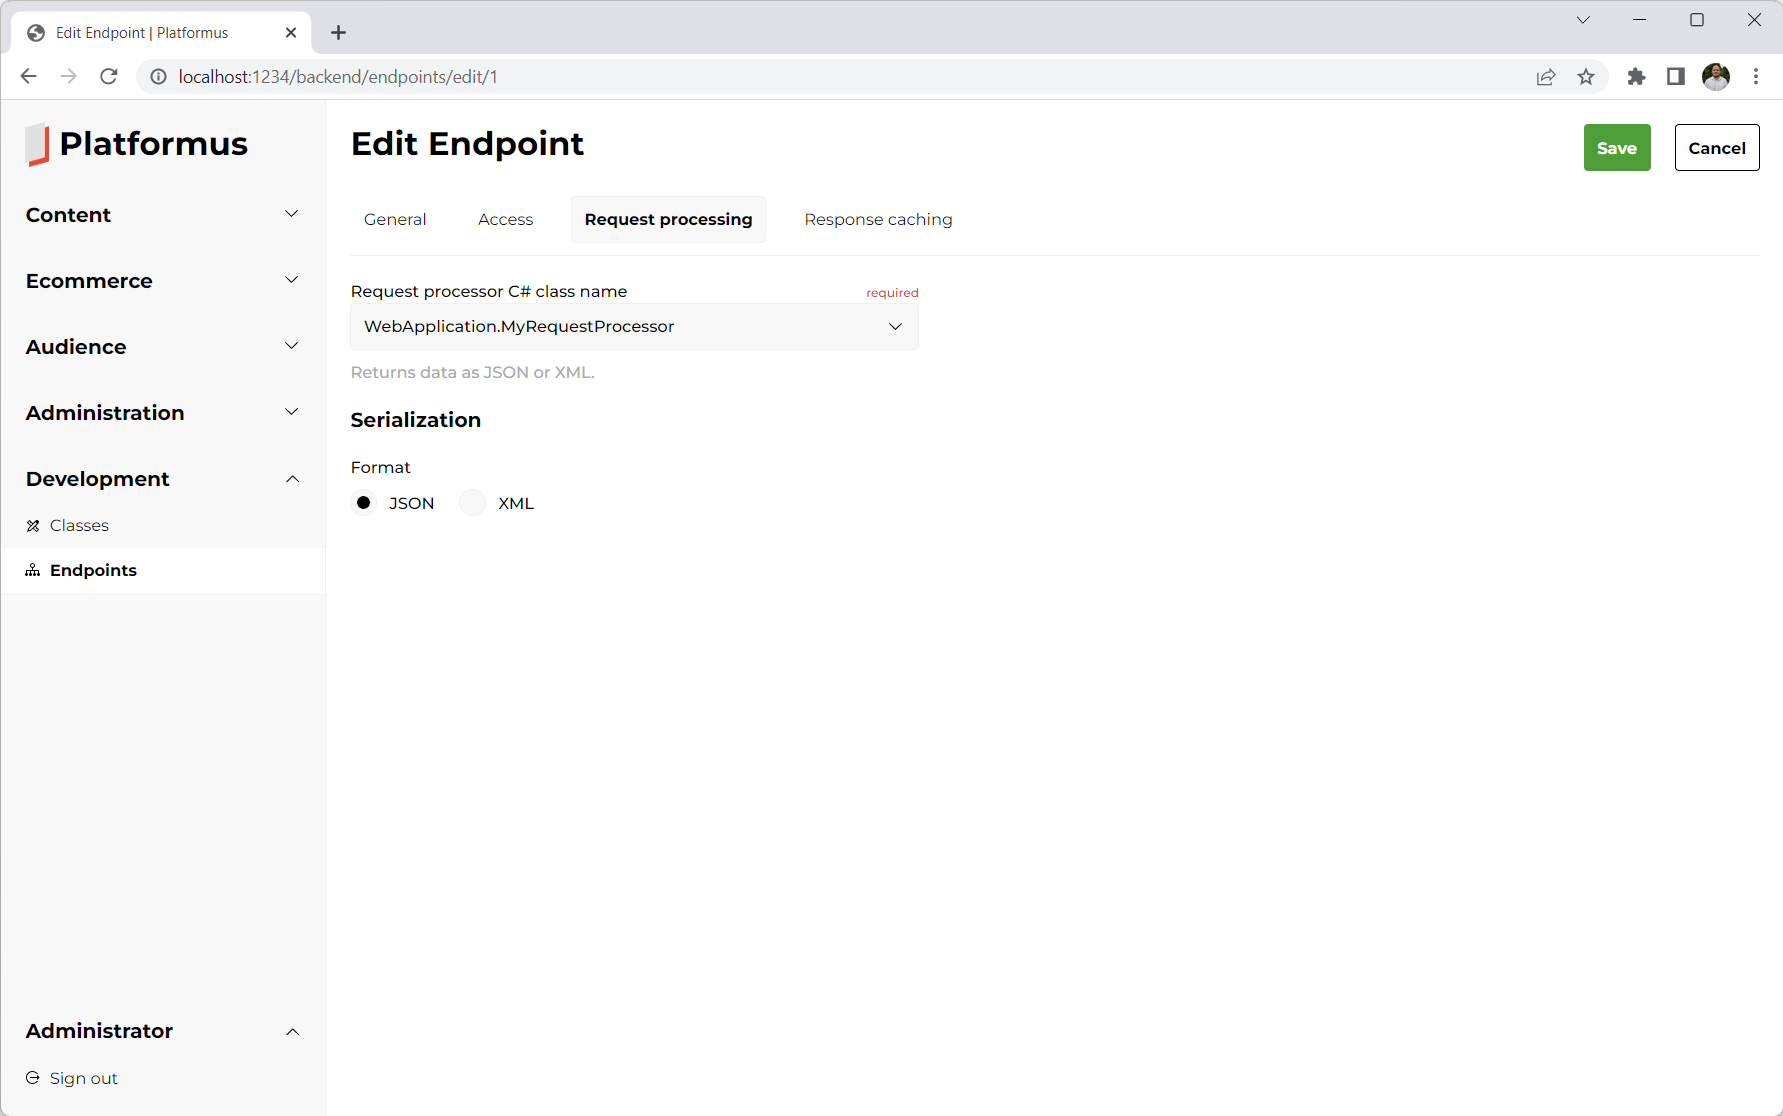 Edit Endpoint | Platformus
localhost:1234/backend/endpoints/edit/1
Platformus
Content
Ecommerce
Audience
Administration
Development
Classes
Endpoints
Administrator
Sign out
Edit Endpoint
Save
Cancel
General
Access
Request processing
Response caching
Request processor C# class name
required
WebApplication.MyRequestProcessor
Returns data as JSON or XML.
Serialization
Format
JSON
XML